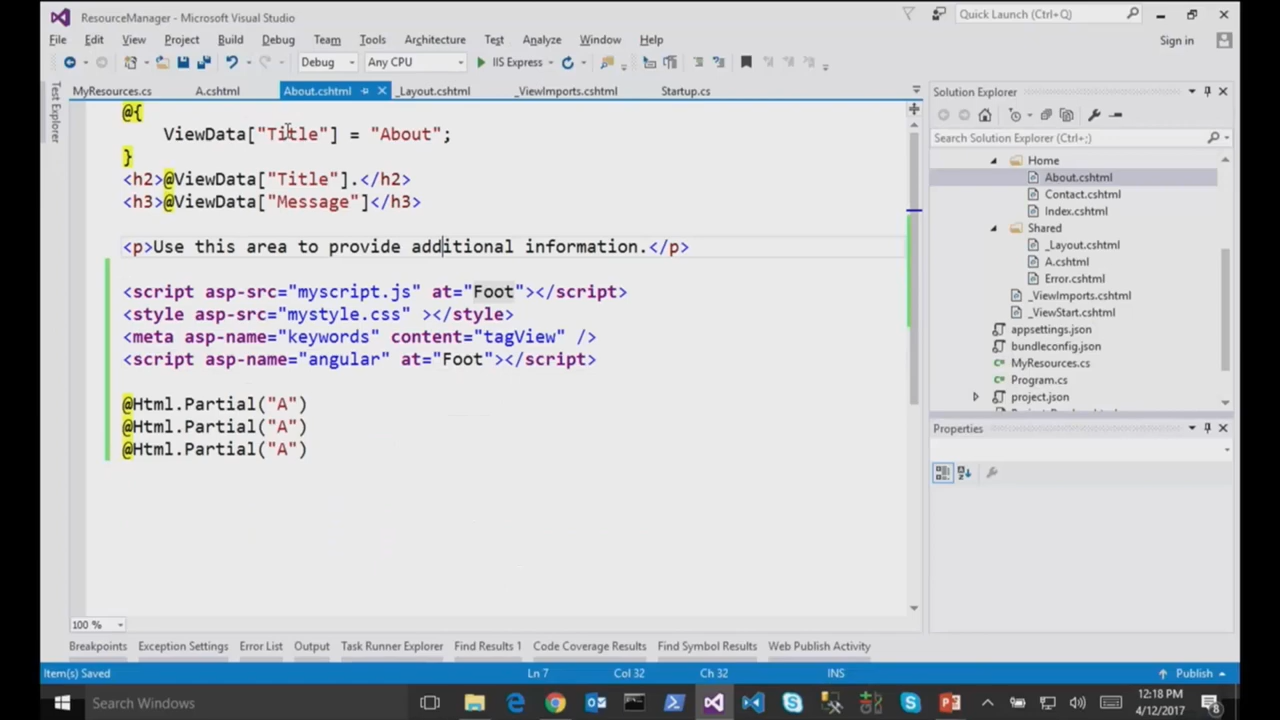 ResourceManager - Microsoft Visual Studio
Quick Launch (Ctrl+Q)
File Edit View Project Build Debug Team Tools Architecture Test Analyze Window Help
Sign in
Debug Any CPU IIS Express
Test Explorer
MyResources.cs A.cshtml About.cshtml _Layout.cshtml _ViewImports.cshtml Startup.cs
@{
ViewData["Title"] = "About";
}
<h2>@ViewData["Title"].</h2>
<h3>@ViewData["Message"]</h3>
<p>Use this area to provide additional information.</p>
<script asp-src="myscript.js" at="Foot"></script>
<style asp-src="mystyle.css" ></style>
<meta asp-name="keywords" content="tagView" />
<script asp-name="angular" at="Foot"></script>
@Html.Partial("A")
@Html.Partial("A")
@Html.Partial("A")
100 %
Solution Explorer
Search Solution Explorer (Ctrl+;)
Home
About.cshtml
Contact.cshtml
Index.cshtml
Shared
_Layout.cshtml
A.cshtml
Error.cshtml
_ViewImports.cshtml
_ViewStart.cshtml
appsettings.json
bundleconfig.json
MyResources.cs
Program.cs
project.json
Properties
Breakpoints Exception Settings Error List Output Task Runner Explorer Find Results 1 Code Coverage Results Find Symbol Results Web Publish Activity
Item(s) Saved Ln 7 Col 32 Ch 32 INS Publish
Search Windows
12:18 PM
4/12/2017
8